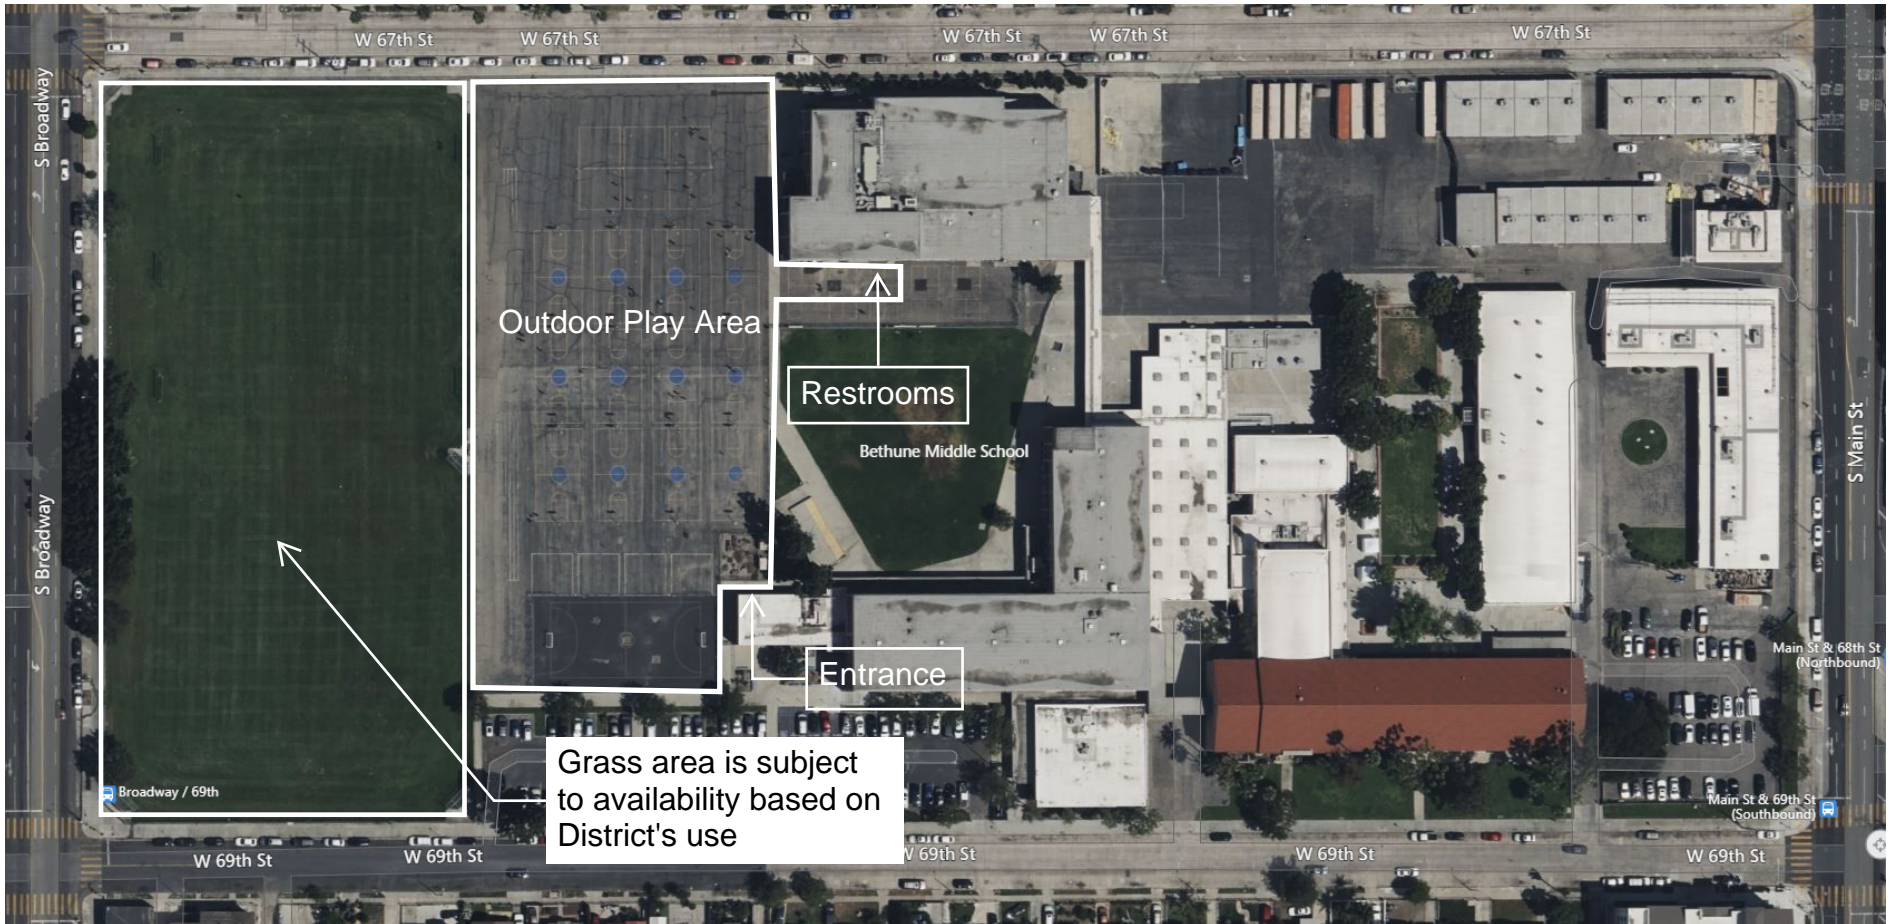 W 67th St
W 67th St
W 67th St
W 67th St
W 67th St
S Broadway
Outdoor Play Area
Restrooms
Bethune Middle School
S Main St
S Broadway
Entrance
Main St & 68th St
(Northbound)
Grass area is subject
to availability based on
District's use
Broadway / 69th
Main St & 69th St
(Southbound)
W 69th St
W 69th St
W 69th St
W 69th St
W 69th St